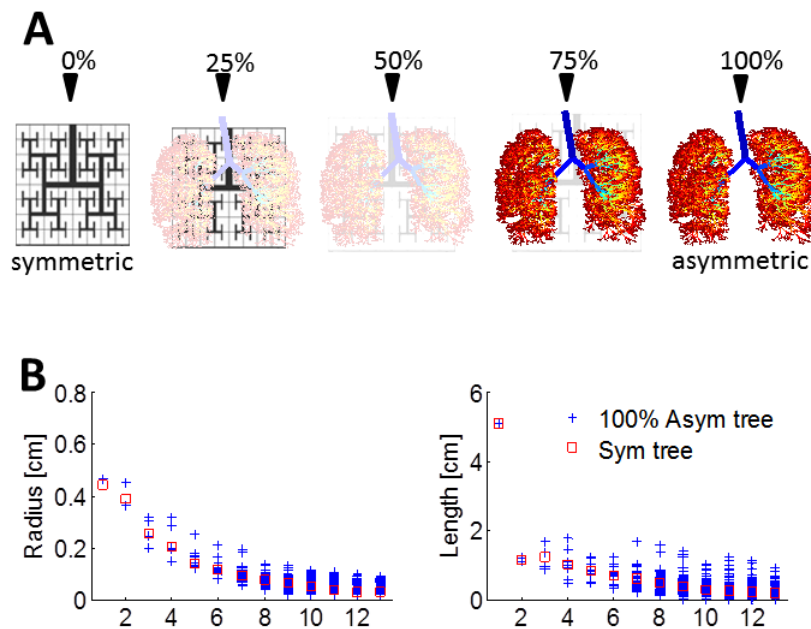 A
0% 25% 50% 75% 100%
symmetric asymmetric
B
0.8
0.6
0.4
0.2
0
Radius [cm]
2 4 6 8 10 12
6
4
2
0
Length [cm]
2 4 6 8 10 12
100% Asym tree
Sym tree